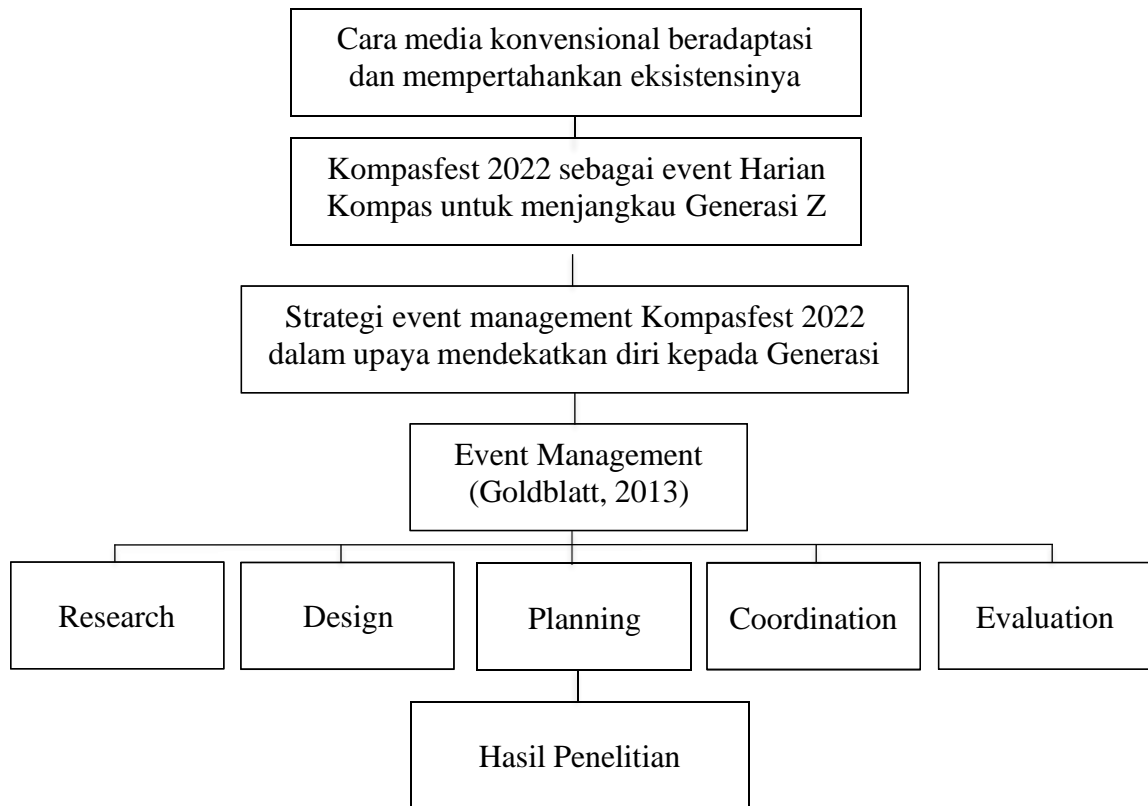 Cara media konvensional beradaptasi
dan mempertahankan eksistensinya
Kompasfest 2022 sebagai event Harian
Kompas untuk menjangkau Generasi Z
Strategi event management Kompasfest 2022
dalam upaya mendekatkan diri kepada Generasi
Event Management
(Goldblatt, 2013)
Research
Design
Planning
Coordination
Evaluation
Hasil Penelitian